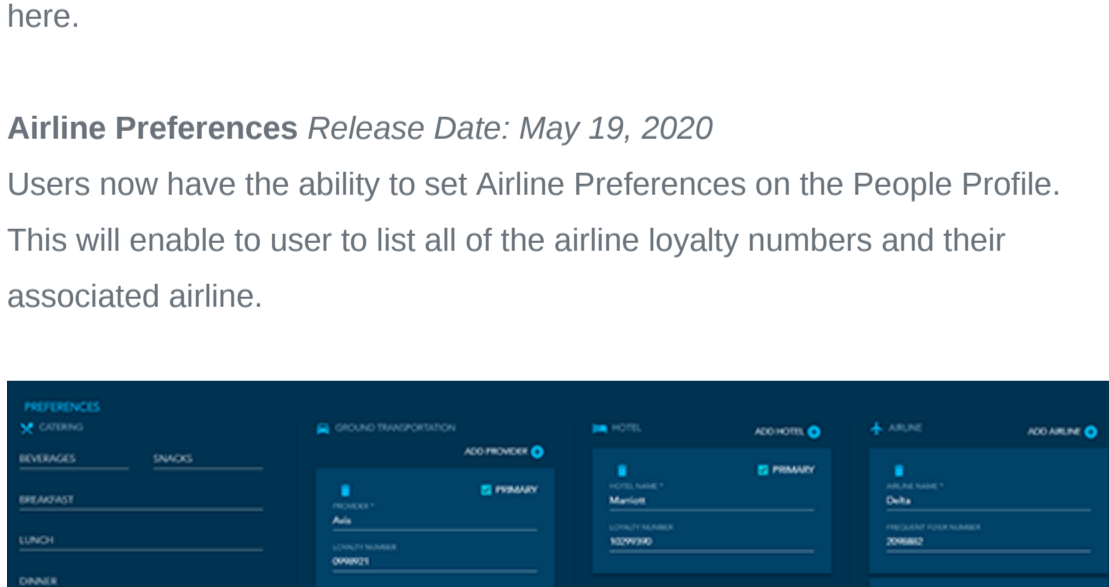 here.
Airline Preferences Release Date: May 19, 2020
Users now have the ability to set Airline Preferences on the People Profile.
This will enable to user to list all of the airline loyalty numbers and their
associated airline.
PREFERENCES
CATERING
BEVERAGES SNACKS
BREAKFAST
LUNCH
DINNER
GROUND TRANSPORTATION
ADD PROVIDER
PRIMARY
PROVIDER *
Avis
LOYALTY NUMBER
0998921
HOTEL
ADD HOTEL
PRIMARY
HOTEL NAME *
Marriott
LOYALTY NUMBER
10299390
AIRLINE
ADD AIRLINE
AIRLINE NAME *
Delta
FREQUENT FLYER NUMBER
2098882